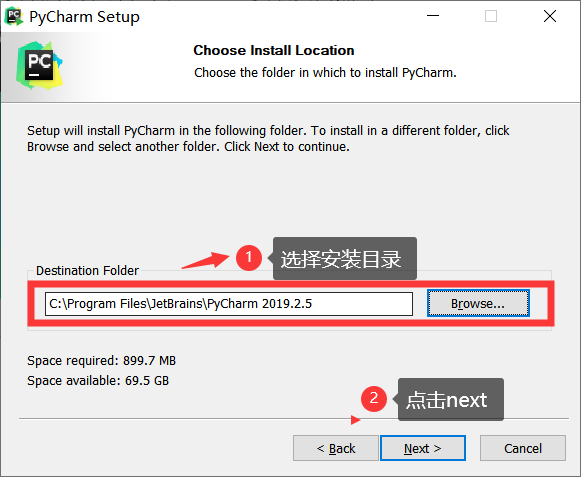 PyCharm Setup
PC
Choose Install Location
Choose the folder in which to install PyCharm.
Setup will install PyCharm in the following folder. To install in a different folder, click
Browse and select another folder. Click Next to continue.
1 选择安装目录
Destination Folder
C:\Program Files\JetBrains\PyCharm 2019.2.5
Browse...
Space required: 899.7 MB
Space available: 69.5 GB
2 点击next
< Back
Next >
Cancel